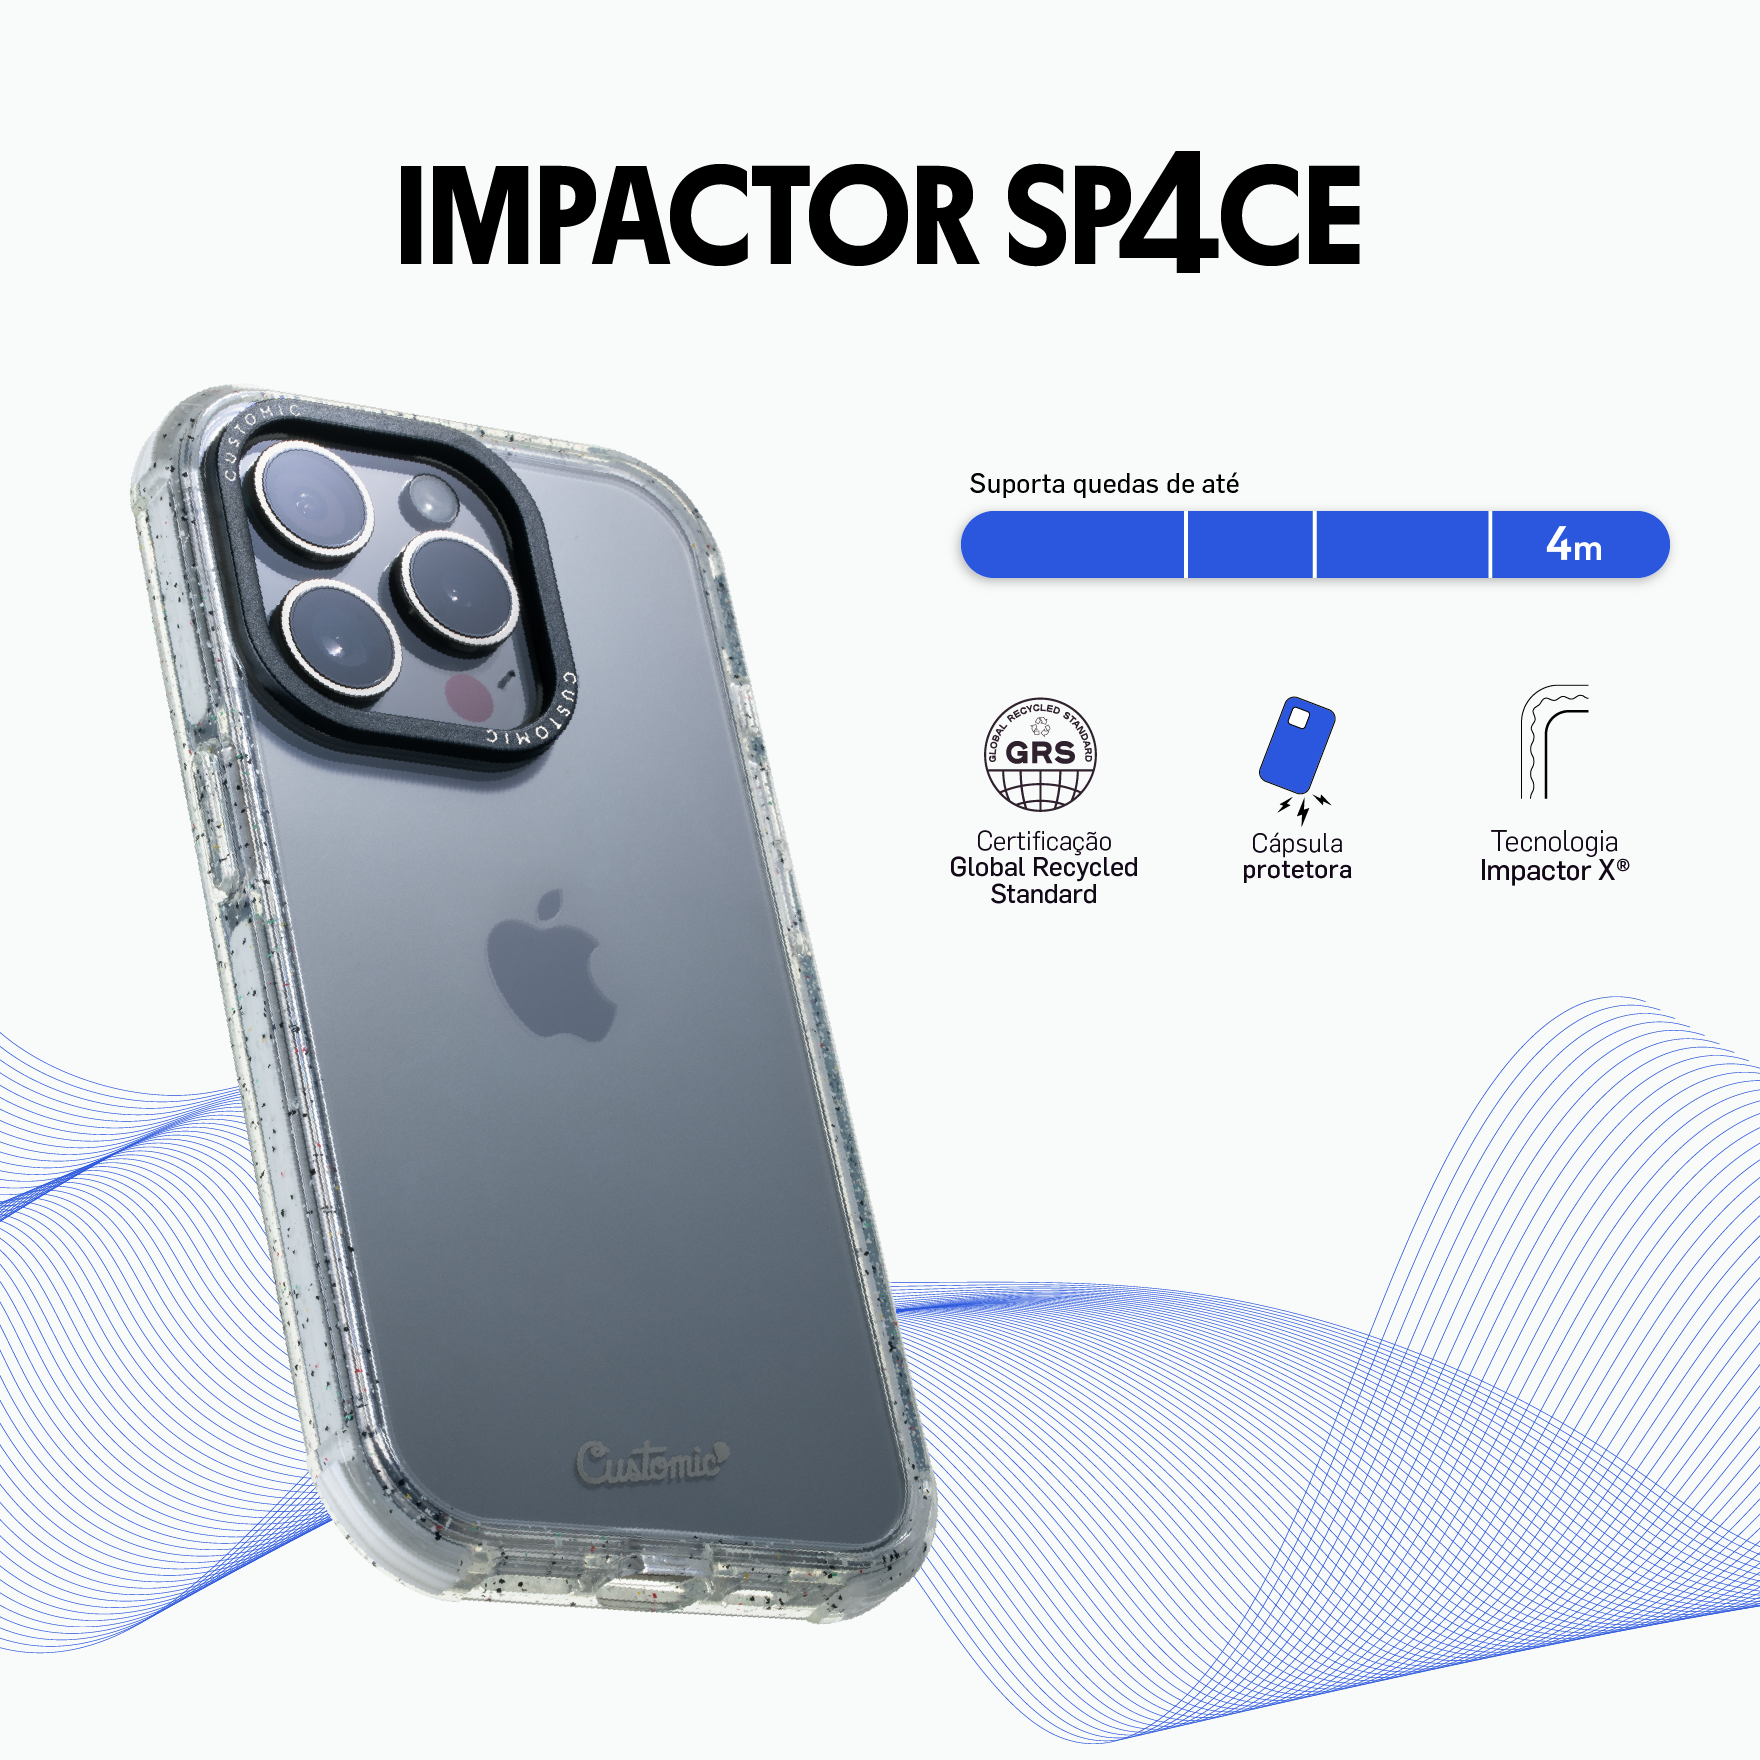 IMPACTOR SP4CE
CUSTOMIC
CUSTOMIC
Suporta quedas de até
4m
GLOBAL RECYCLED STANDARD
GRS
Certificação
Global Recycled
Standard
Cápsula
protetora
Tecnologia
Impactor X®
Customic